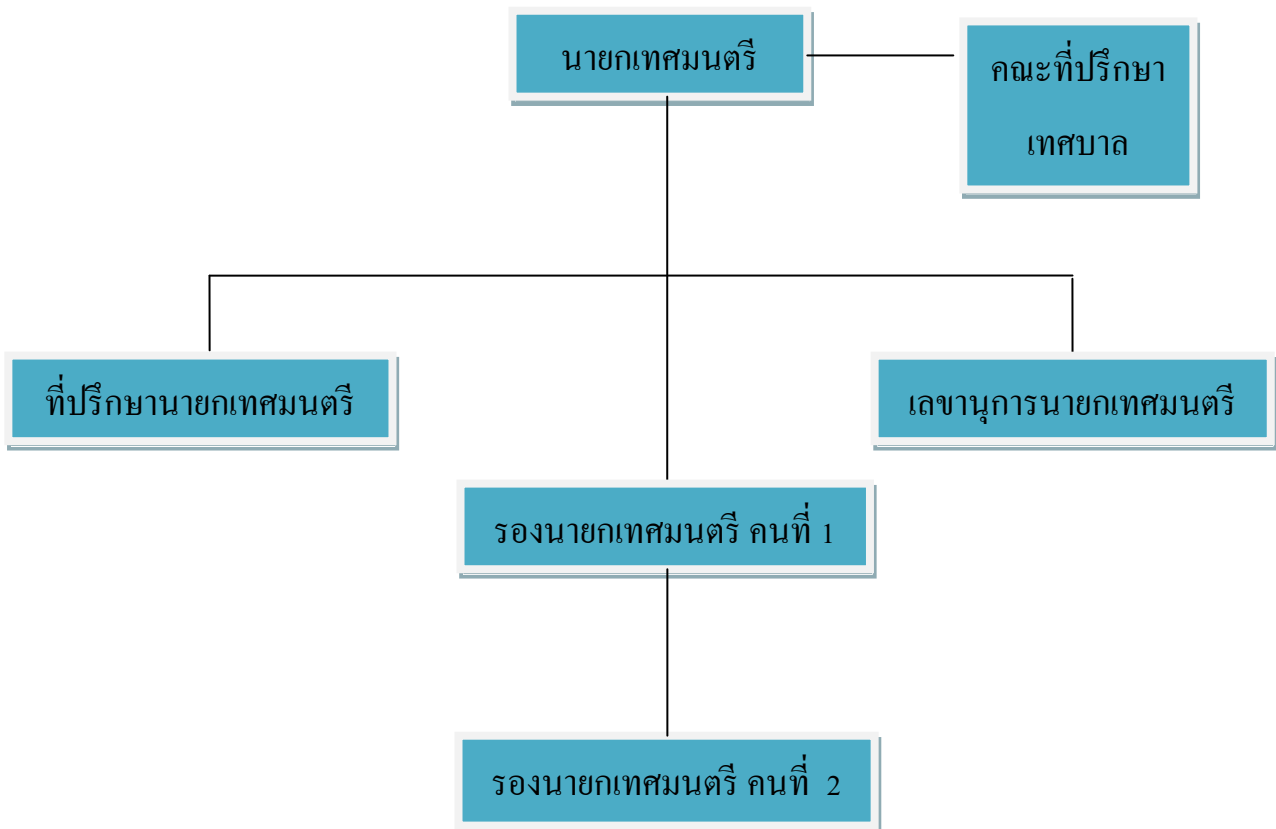 นายกเทศมนตรี
คณะที่ปรึกษา
เทศบาล
ที่ปรึกษานายกเทศมนตรี
เลขานุการนายกเทศมนตรี
รองนายกเทศมนตรี คนที่ 1
รองนายกเทศมนตรี คนที่ 2